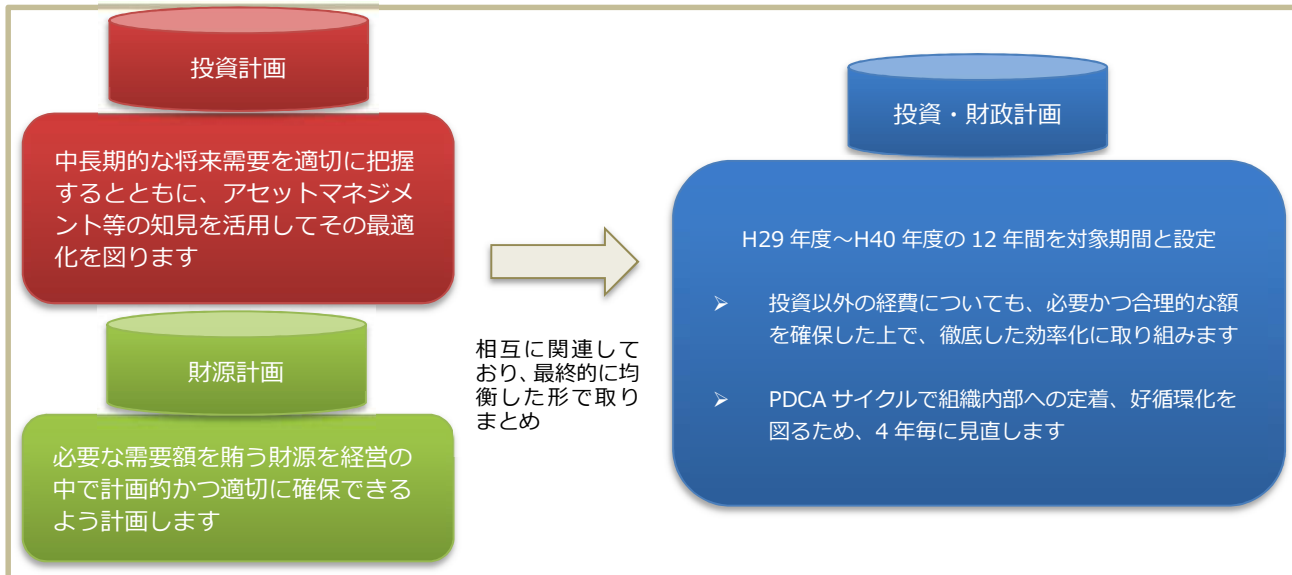 投資計画
中長期的な将来需要を適切に把握
するとともに、アセットマネジメ
ント等の知見を活用してその最適
化を図ります
財源計画
必要な需要額を賄う財源を経営の
中で計画的かつ適切に確保できる
よう計画します
相互に関連して
おり、最終的に均
衡した形で取り
まとめ
投資・財政計画
H29 年度～H40 年度の 12 年間を対象期間と設定
➢ 投資以外の経費についても、必要かつ合理的な額
を確保した上で、徹底した効率化に取り組みます
➢ PDCA サイクルで組織内部への定着、好循環化を
図るため、4 年毎に見直します